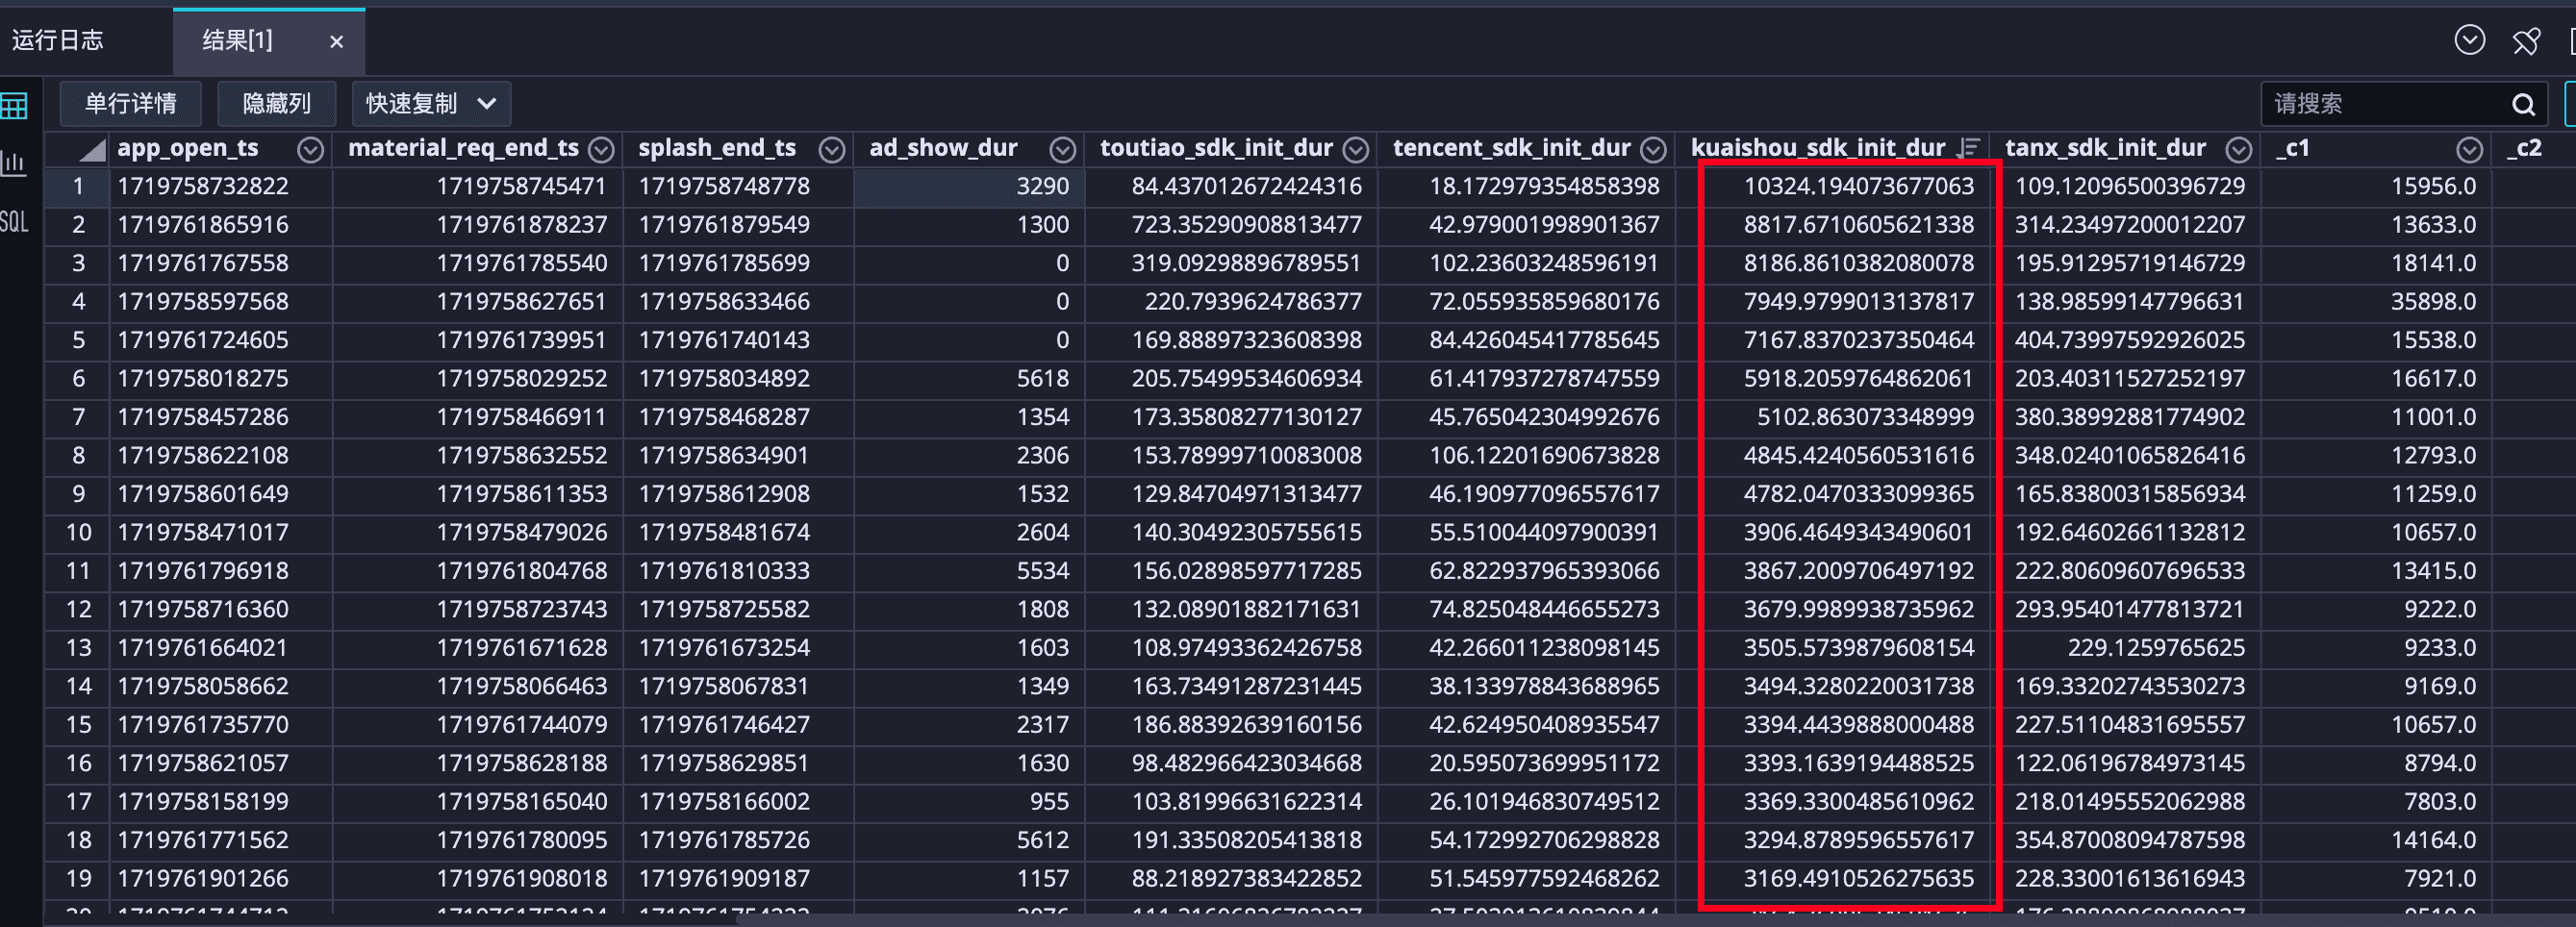 运行日志 结果[1] ×
单行详情 隐藏列 快速复制 请搜索
SQL
app_open_ts material_req_end_ts splash_end_ts ad_show_dur toutiao_sdk_init_dur tencent_sdk_init_dur kuaishou_sdk_init_dur tanx_sdk_init_dur _c1 _c2
1 1719758732822 1719758745471 1719758748778 3290 84.437012672424316 18.172979354858398 10324.194073677063 109.12096500396729 15956.0
2 1719761865916 1719761878237 1719761879549 1300 723.35290908813477 42.979001998901367 8817.6710605621338 314.23497200012207 13633.0
3 1719761767558 1719761785540 1719761785699 0 319.09298896789551 102.23603248596191 8186.8610382080078 195.91295719146729 18141.0
4 1719758597568 1719758627651 1719758633466 0 220.7939624786377 72.055935859680176 7949.9799013137817 138.98599147796631 35898.0
5 1719761724605 1719761739951 1719761740143 0 169.88897323608398 84.426045417785645 7167.8370237350464 404.73997592926025 15538.0
6 1719758018275 1719758029252 1719758034892 5618 205.75499534606934 61.417937278747559 5918.2059764862061 203.40311527252197 16617.0
7 1719758457286 1719758466911 1719758468287 1354 173.35808277130127 45.765042304992676 5102.863073348999 380.38992881774902 11001.0
8 1719758622108 1719758632552 1719758634901 2306 153.78999710083008 106.12201690673828 4845.4240560531616 348.02401065826416 12793.0
9 1719758601649 1719758611353 1719758612908 1532 129.84704971313477 46.190977096557617 4782.0470333099365 165.83800315856934 11259.0
10 1719758471017 1719758479026 1719758481674 2604 140.30492305755615 55.510044097900391 3906.4649343490601 192.64602661132812 10657.0
11 1719761796918 1719761804768 1719761810333 5534 156.02898597717285 62.822937965393066 3867.2009706497192 222.80609607696533 13415.0
12 1719758716360 1719758723743 1719758725582 1808 132.08901882171631 74.825048446655273 3679.9989938735962 293.95401477813721 9222.0
13 1719761664021 1719761671628 1719761673254 1603 108.97493362426758 42.266011238098145 3505.5739879608154 229.1259765625 9233.0
14 1719758058662 1719758066463 1719758067831 1349 163.73491287231445 38.133978843688965 3494.3280220031738 169.33202743530273 9169.0
15 1719761735770 1719761744079 1719761746427 2317 186.88392639160156 42.624950408935547 3394.4439888000488 227.51104831695557 10657.0
16 1719758621057 1719758628188 1719758629851 1630 98.482966423034668 20.595073699951172 3393.1639194488525 122.06196784973145 8794.0
17 1719758158199 1719758165040 1719758166002 955 103.81996631622314 26.101946830749512 3369.3300485610962 218.01495552062988 7803.0
18 1719761771562 1719761780095 1719761785726 5612 191.33508205413818 54.172992706298828 3294.8789596557617 354.87008094787598 14164.0
19 1719761901266 1719761908018 1719761909187 1157 88.218927383422852 51.545977592468262 3169.4910526275635 228.33001613616943 7921.0